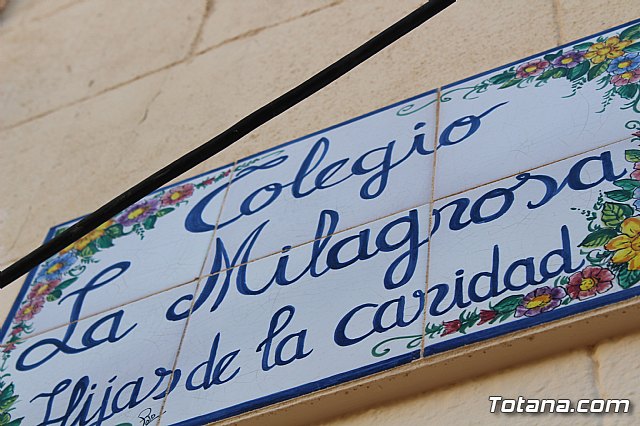 Colegio
La Milagrosa
Hijas de la caridad
Totana.com